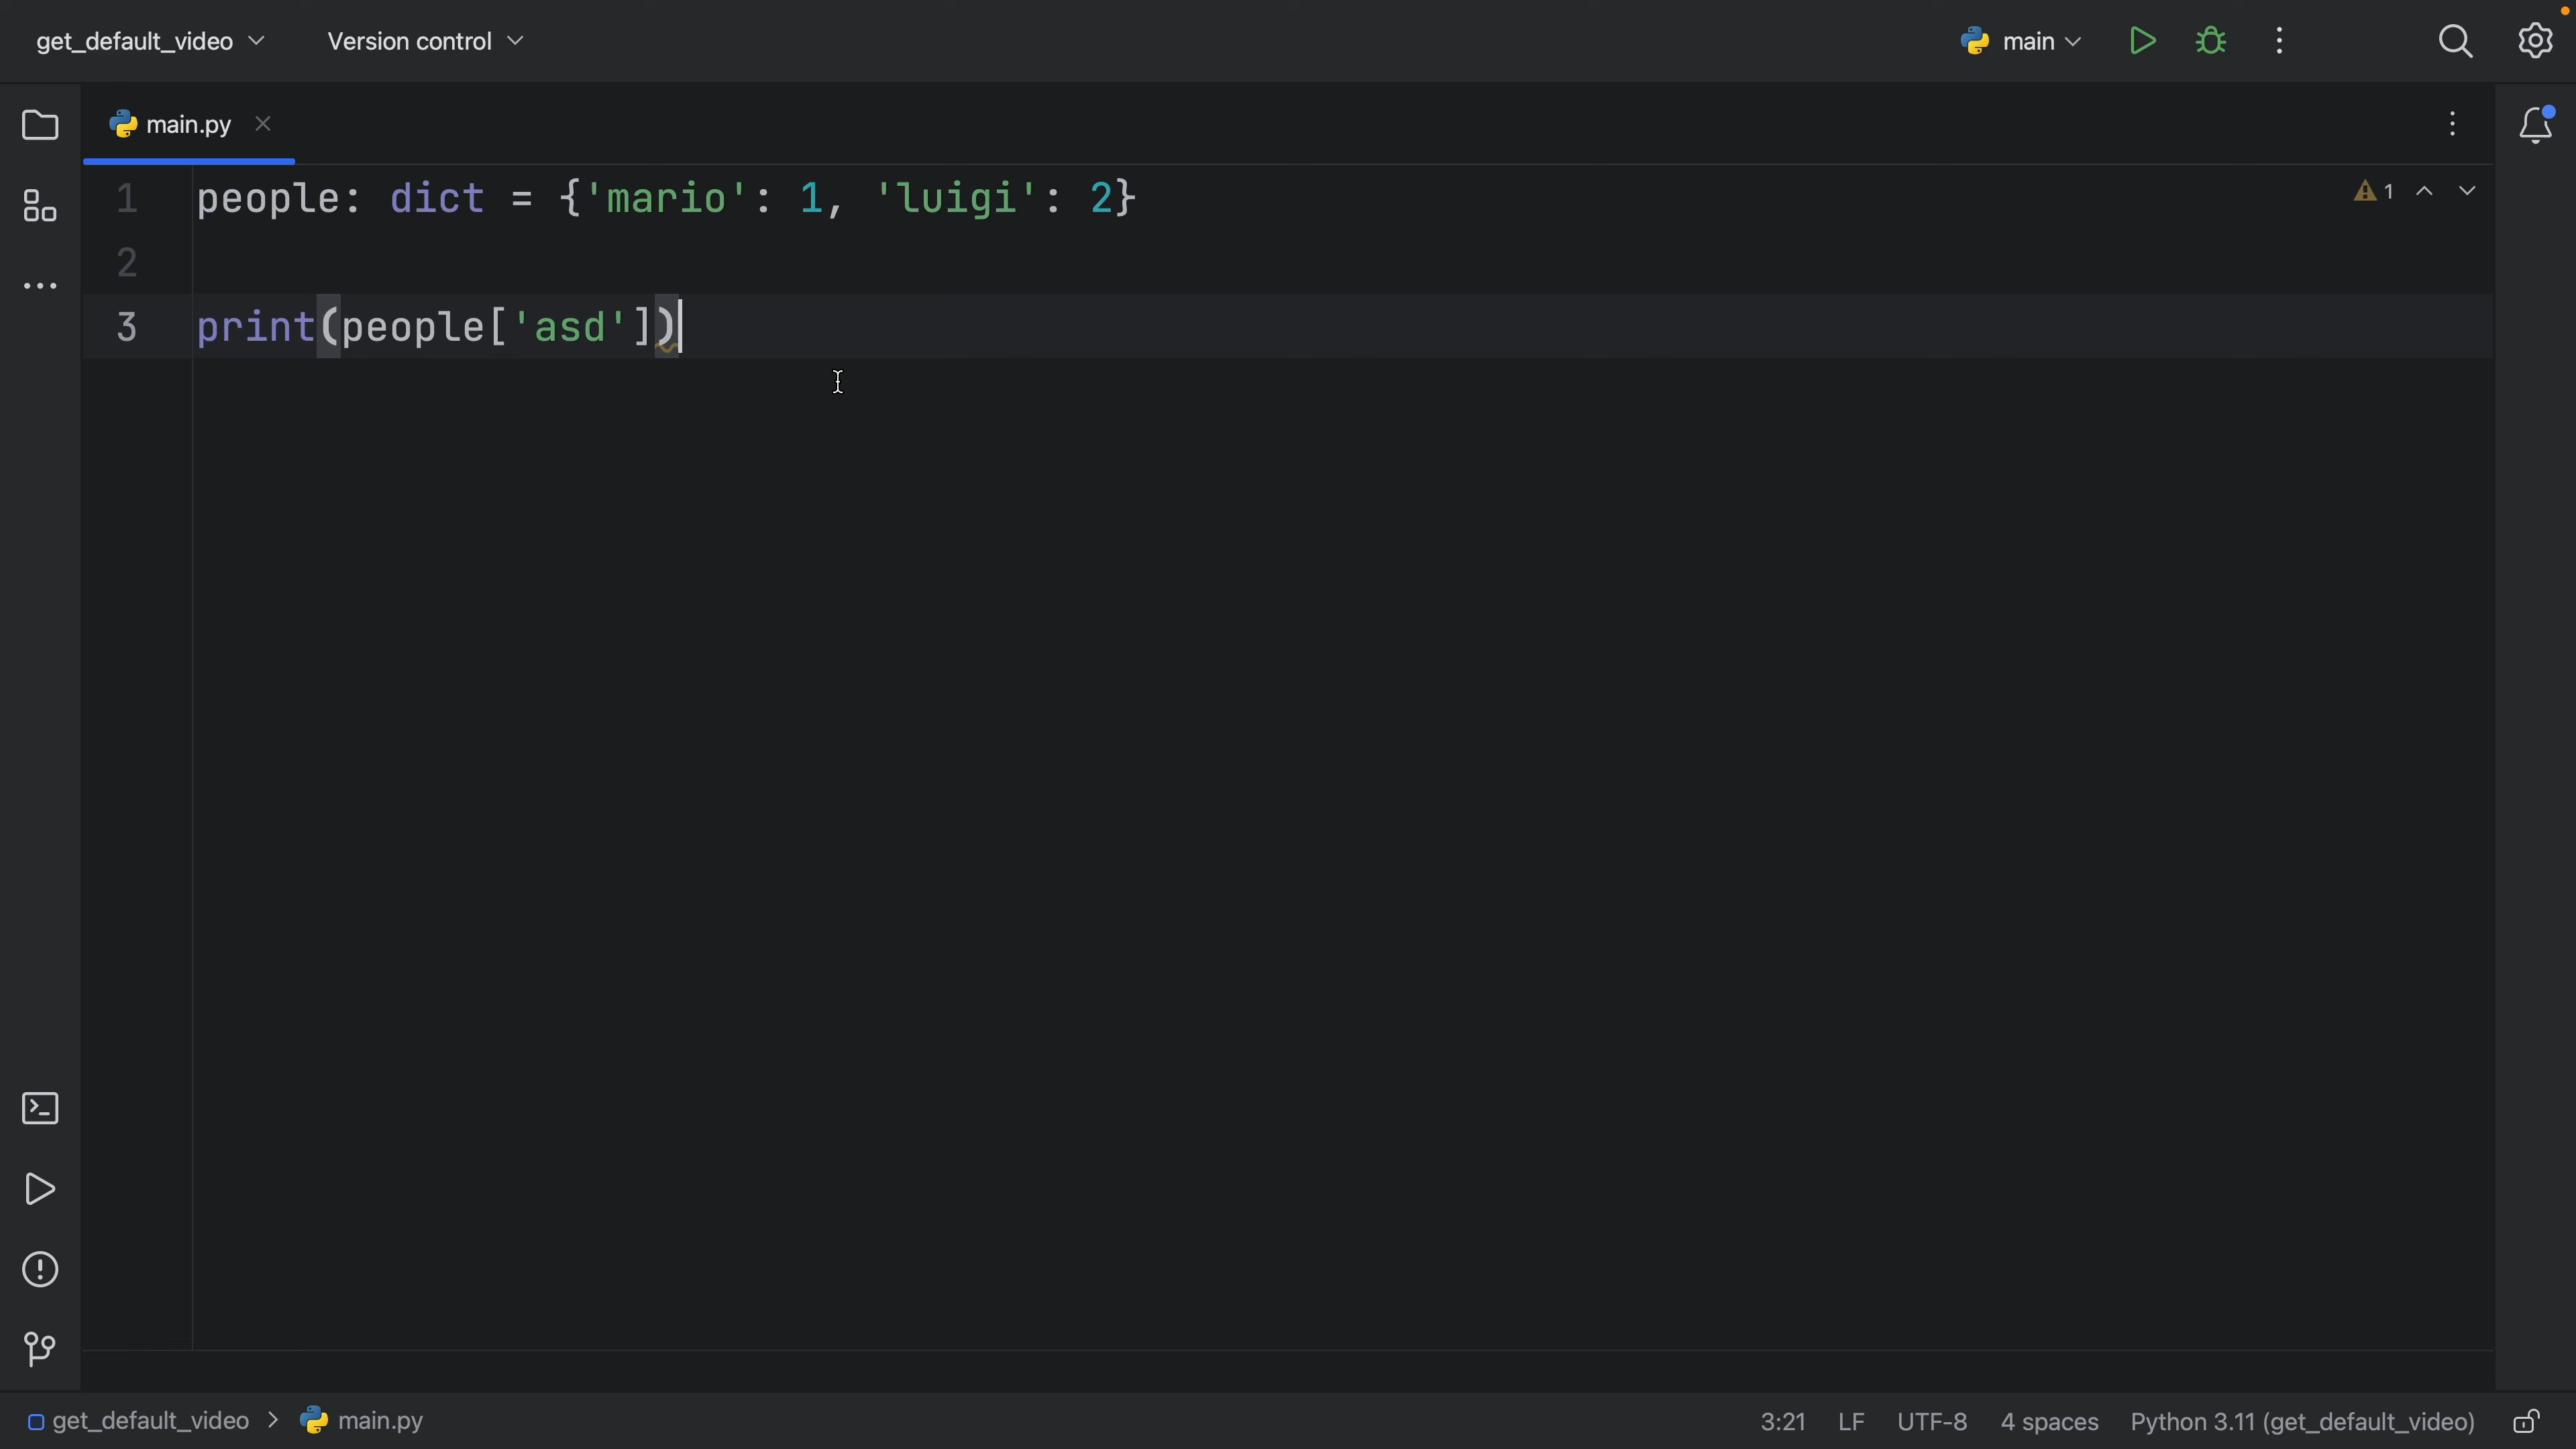 get_default_video
Version control
main
main.py
1
1 people: dict = {'mario': 1, 'luigi': 2}
2
3 print(people['asd'])
get_default_video > main.py
3:21 LF UTF-8 4 spaces Python 3.11 (get_default_video)